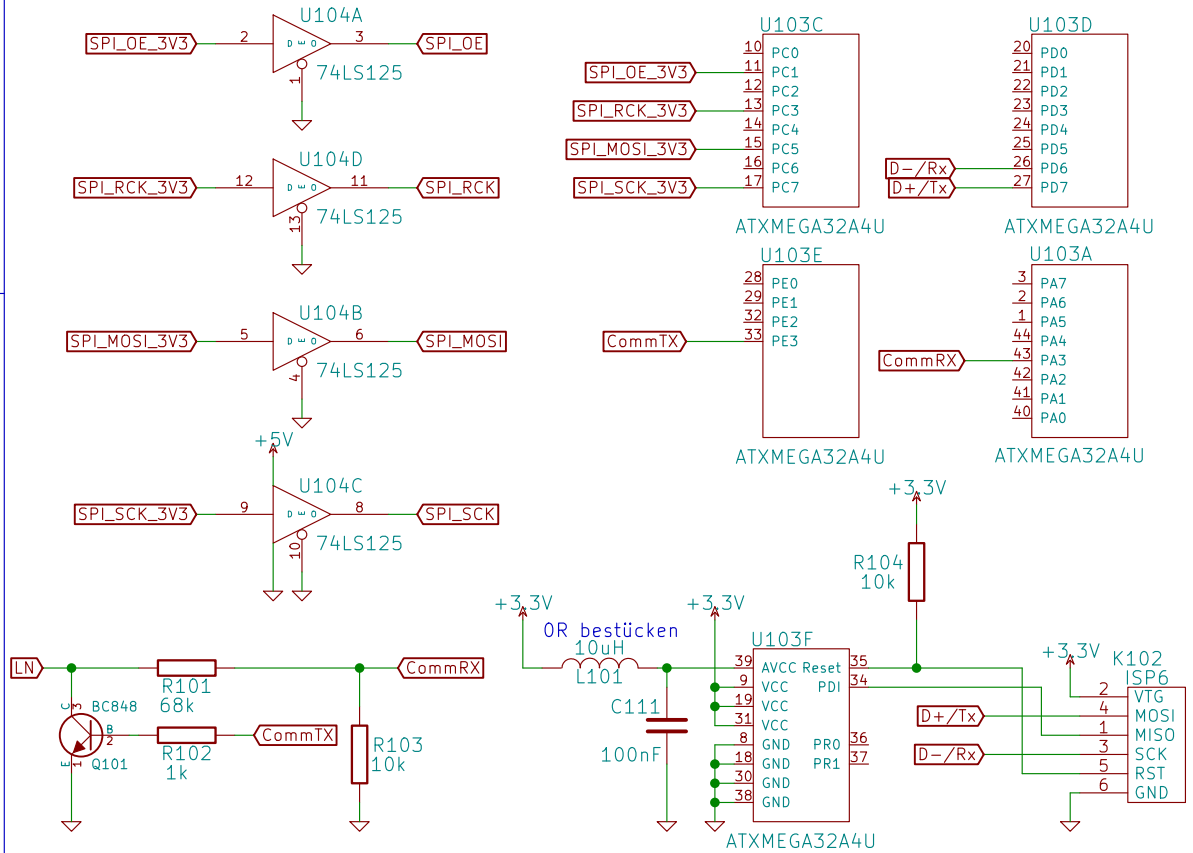 U104A
SPI_OE_3V3
2
D E O
3
SPI_OE
1
74LS125
U104D
SPI_RCK_3V3
12
D E O
11
SPI_RCK
13
74LS125
U104B
SPI_MOSI_3V3
5
D E O
6
SPI_MOSI
4
74LS125
+5V
U104C
SPI_SCK_3V3
9
D E O
8
SPI_SCK
10
74LS125
U103C
10 PC0
SPI_OE_3V3 11 PC1
12 PC2
SPI_RCK_3V3 13 PC3
14 PC4
SPI_MOSI_3V3 15 PC5
16 PC6
SPI_SCK_3V3 17 PC7
ATXMEGA32A4U
U103D
20 PD0
21 PD1
22 PD2
23 PD3
24 PD4
25 PD5
D-/Rx 26 PD6
D+/Tx 27 PD7
ATXMEGA32A4U
U103E
28 PE0
29 PE1
32 PE2
CommTX 33 PE3
ATXMEGA32A4U
U103A
3 PA7
2 PA6
1 PA5
44 PA4
CommRX 43 PA3
42 PA2
41 PA1
40 PA0
ATXMEGA32A4U
LN
R101
68k
CommRX
C
3
BC848
B
2
E
1
Q101
R102
1k
CommTX
R103
10k
+3.3V
0R bestücken
10uH
L101
C111
100nF
+3.3V
U103F
39 AVCC Reset 35
9 VCC PDI 34
19 VCC
31 VCC
8 GND PR0 36
18 GND PR1 37
30 GND
38 GND
ATXMEGA32A4U
+3.3V
R104
10k
+3.3V
K102
ISP6
2 VTG
D+/Tx 4 MOSI
1 MISO
D-/Rx 3 SCK
5 RST
6 GND